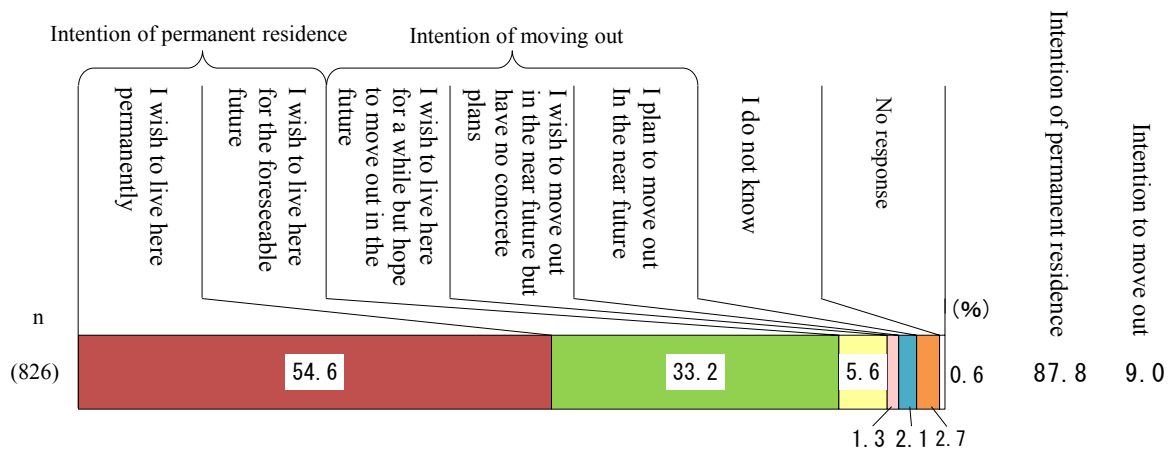 Intention of permanent residence
Intention of moving out
I wish to live here
permanently
I wish to live here
for the foreseeable
future
I wish to live here
for a while but hope
to move out in the
future
I wish to move out
in the near future but
have no concrete
plans
I plan to move out
In the near future
I do not know
No response
Intention of permanent residence
Intention to move out
n
(%)
(826)
54.6
33.2
5.6
0.6
87.8
9.0
1.3
2.1
2.7